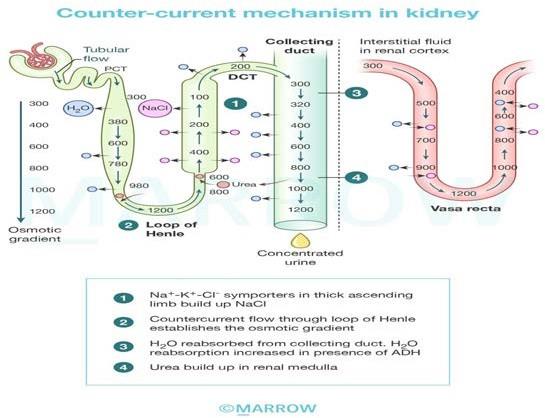 Counter-current mechanism in kidney
Tubular
flow
PCT
300
H₂O
380
600
780
980
1200
300
400
600
800
1000
1200
Osmotic
gradient
2 Loop of
Henle
NaCl
100
200
400
600
800
Urea
1
200
DCT
Collecting
duct
300
320
400
600
800
1000
1200
3
4
Concentrated
urine
Interstitial fluid
in renal cortex
300
500
700
900
1200
400
600
800
1000
Vasa recta
MARROW
1 Na⁺-K⁺-Cl⁻ symporters in thick ascending
limb build up NaCl
2 Countercurrent flow through loop of Henle
establishes the osmotic gradient
3 H₂O reabsorbed from collecting duct. H₂O
reabsorption increased in presence of ADH
4 Urea build up in renal medulla
©MARROW